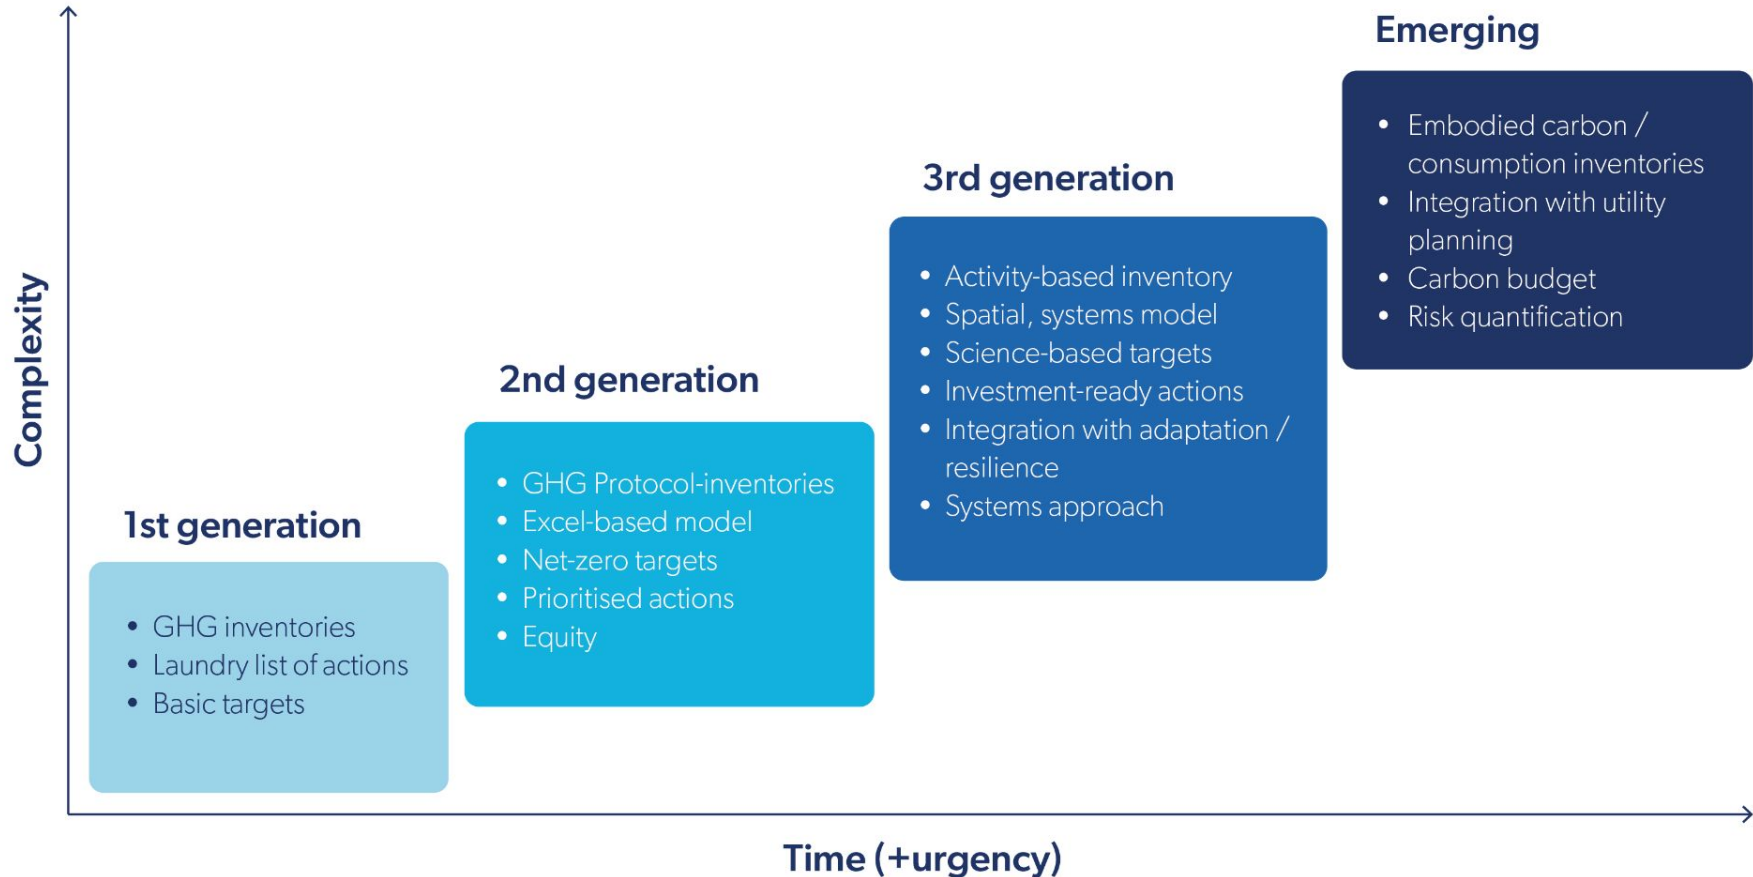 Emerging
• Embodied carbon /
consumption inventories
• Integration with utility
planning
• Carbon budget
• Risk quantification
3rd generation
• Activity-based inventory
• Spatial, systems model
• Science-based targets
• Investment-ready actions
• Integration with adaptation /
resilience
• Systems approach
2nd generation
• GHG Protocol-inventories
• Excel-based model
• Net-zero targets
• Prioritised actions
• Equity
1st generation
• GHG inventories
• Laundry list of actions
• Basic targets
Complexity
Time (+urgency)